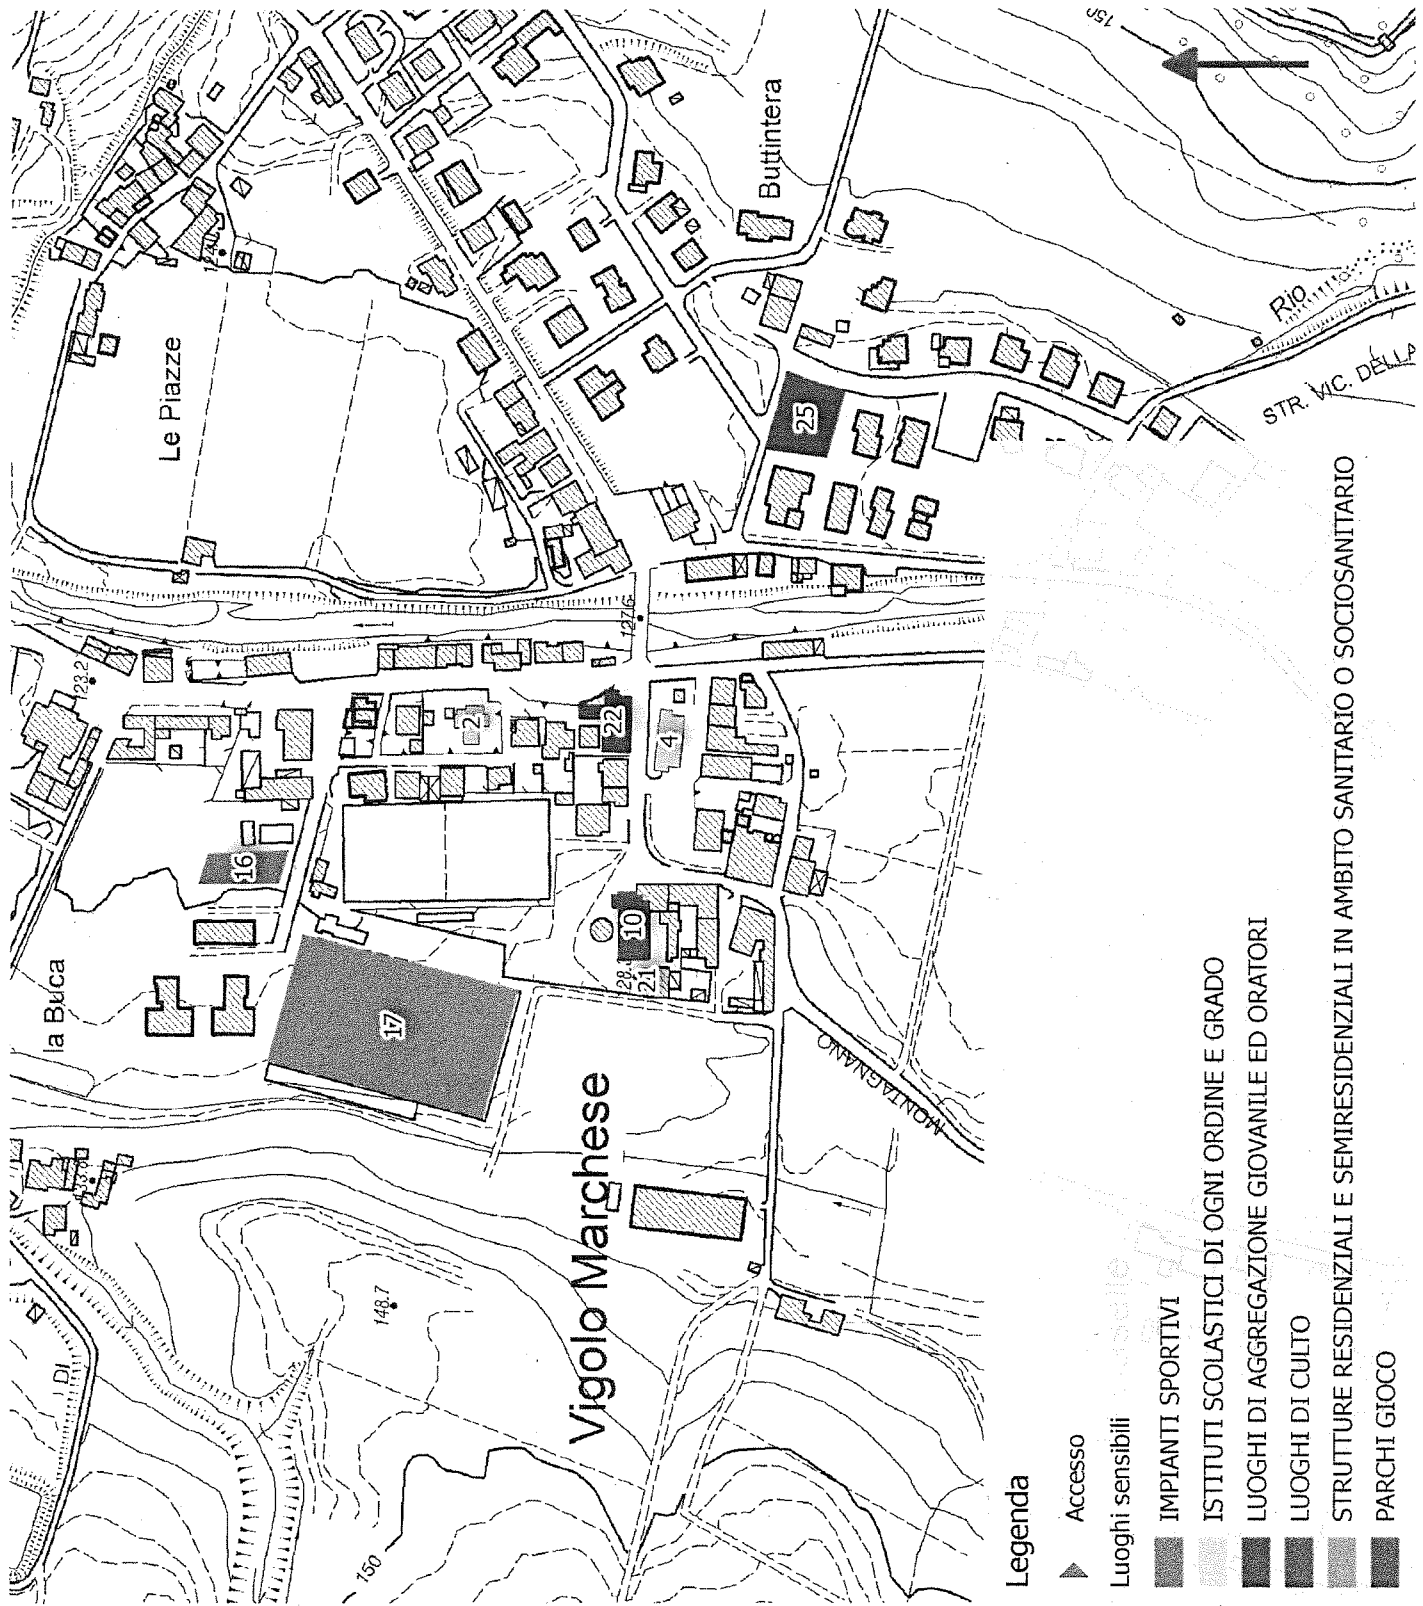 Le Piazze
Buttintera
la Buca
Vigolo Marchese
MONTAGNANO
STR. VIC. DELLA
RIO
DI
150
150
148.7
123.2
127.6
16
17
2
22
4
10
21
25
Legenda
Accesso
Luoghi sensibili
IMPIANTI SPORTIVI
ISTITUTI SCOLASTICI DI OGNI ORDINE E GRADO
LUOGHI DI AGGREGAZIONE GIOVANILE ED ORATORI
LUOGHI DI CULTO
STRUTTURE RESIDENZIALI E SEMIRESIDENZIALI IN AMBITO SANITARIO O SOCIOSANITARIO
PARCHI GIOCO